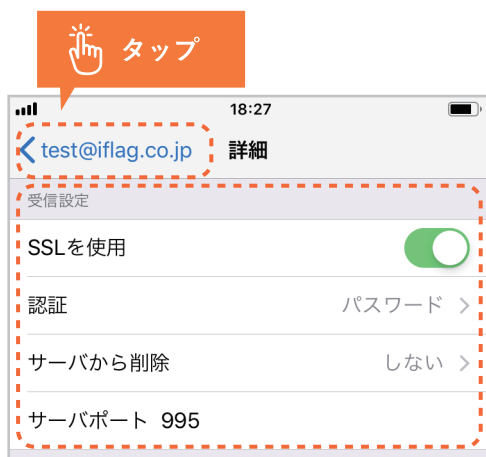 タップ
18:27
test@iflag.co.jp 詳細
受信設定
SSLを使用
認証 パスワード
サーバから削除 しない
サーバポート 995